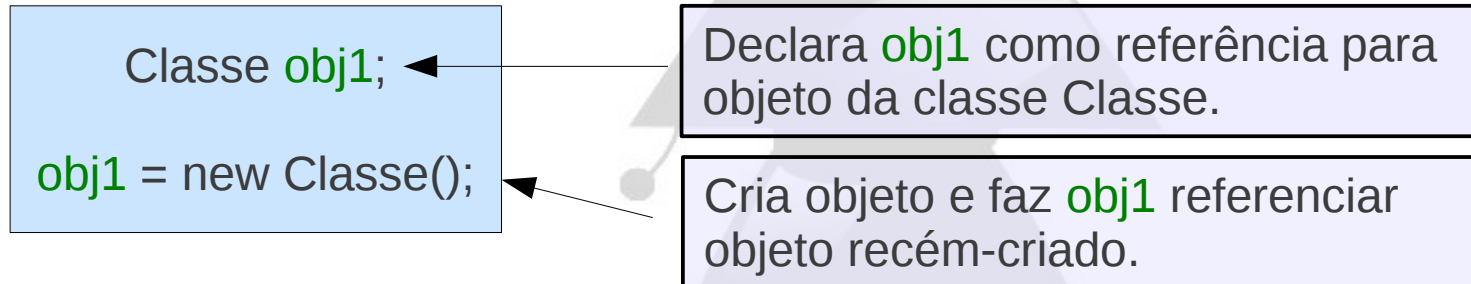 Classe obj1;
obj1 = new Classe();
Declara obj1 como referência para
objeto da classe Classe.
Cria objeto e faz obj1 referenciar
objeto recém-criado.